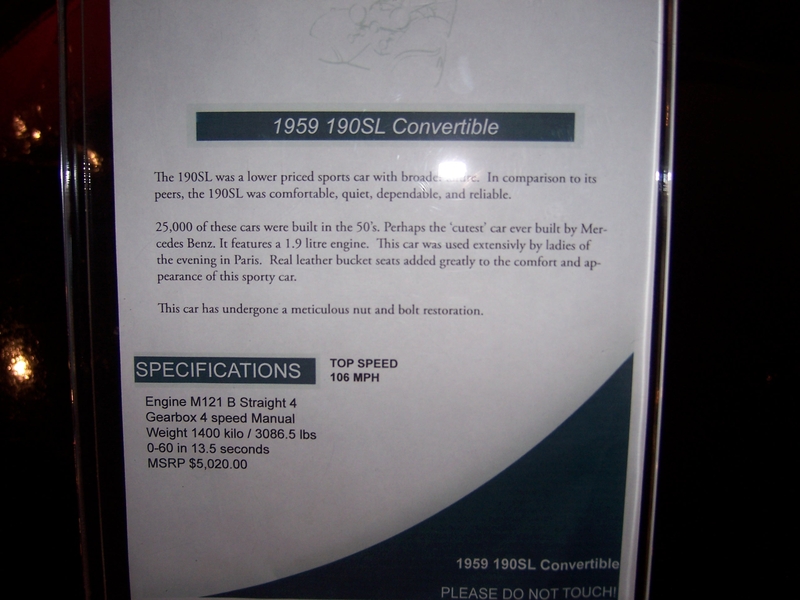 1959 190SL Convertible
The 190SL was a lower priced sports car with broader In comparison to its
peers, the 190SL was comfortable, quiet, dependable, and reliable.
25,000 of these cars were built in the 50's. Perhaps the 'cutest' car ever built by Mer-
cedes Benz. It features a 1.9 litre engine. This car was used extensivly by ladies of
the evening in Paris. Real leather bucket seats added greatly to the comfort and ap-
pearance of this sporty car.
This car has undergone a meticulous nut and bolt restoration.
SPECIFICATIONS
TOP SPEED
106 MPH
Engine M121 B Straight 4
Gearbox 4 speed Manual
Weight 1400 kilo / 3086.5 lbs
0-60 in 13.5 seconds
MSRP $5,020.00
1959 190SL Convertible
PLEASE DO NOT TOUCH!